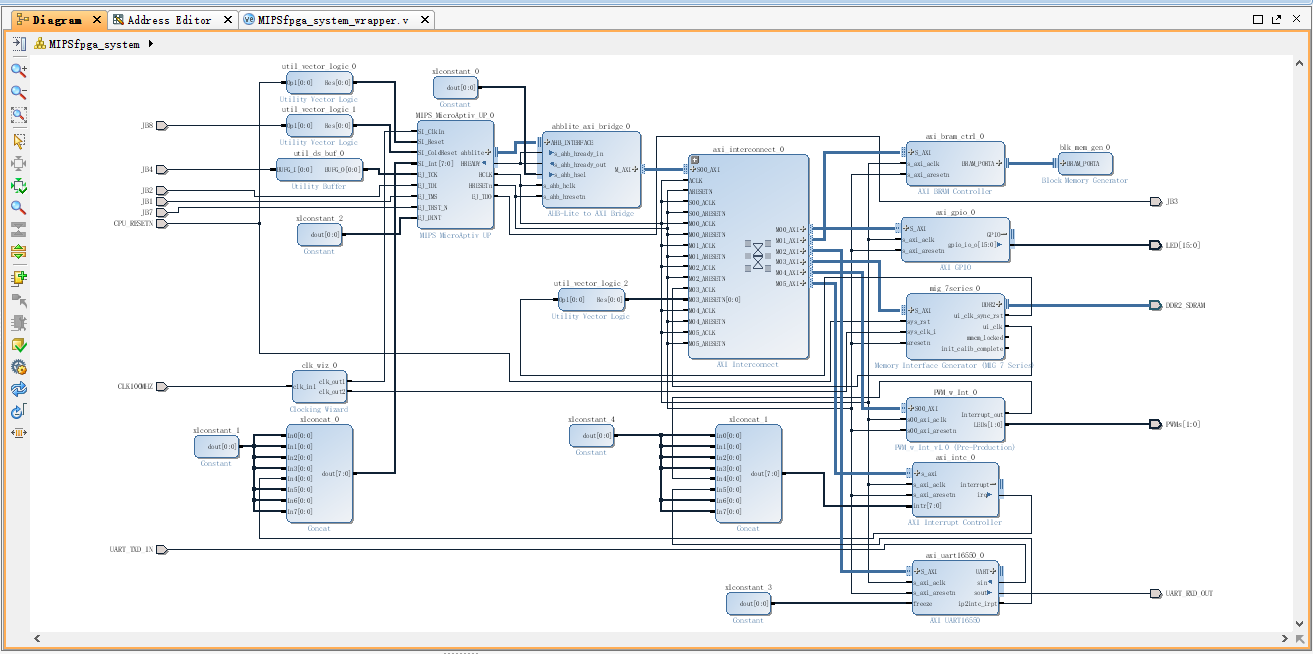 Diagram
Address Editor
MIPSfpga_system_wrapper.v
MIPSfpga_system
util_vector_logic_0
Op1[0:0] Res[0:0]
Utility Vector Logic
util_vector_logic_1
Op1[0:0] Res[0:0]
Utility Vector Logic
util_ds_buf_0
BUFG_I[0:0] BUFG_O[0:0]
Utility Buffer
xlconstant_0
dout[0:0]
Constant
xlconstant_2
dout[0:0]
Constant
JB8
JB4
JB2
JB1
JB7
CPU_RESETN
MIPS_MicroAptiv_UP_0
SI_ClkIn
SI_Reset
SI_ColdReset
SI_Int[7:0]
EJ_TCK
EJ_TDI
EJ_TMS
EJ_TRST_N
EJ_DINT
ahblite
HREADY
HCLK
HRESETn
EJ_TDO
MIPS MicroAptiv UP
ahblite_axi_bridge_0
AHB_INTERFACE
s_ahb_hready_in
s_ahb_hready_out
s_ahb_hsel
s_ahb_hclk
s_ahb_hresetn
M_AXI
AHB-Lite to AXI Bridge
axi_interconnect_0
S00_AXI
ACLK
ARESETN
S00_ACLK
S00_ARESETN
M00_ACLK
M00_ARESETN
M01_ACLK
M01_ARESETN
M02_ACLK
M02_ARESETN
M03_ACLK
M03_ARESETN[0:0]
M04_ACLK
M04_ARESETN
M05_ACLK
M05_ARESETN
M00_AXI
M01_AXI
M02_AXI
M03_AXI
M04_AXI
M05_AXI
AXI Interconnect
util_vector_logic_2
Op1[0:0] Res[0:0]
Utility Vector Logic
axi_bram_ctrl_0
S_AXI
s_axi_aclk
s_axi_aresetn
BRAM_PORTA
AXI BRAM Controller
blk_mem_gen_0
BRAM_PORTA
Block Memory Generator
JB3
axi_gpio_0
S_AXI
s_axi_aclk
s_axi_aresetn
GPIO
gpio_io_o[15:0]
AXI GPIO
LED[15:0]
mig_7series_0
S_AXI
sys_rst
sys_clk_i
aresetn
DDR2
ui_clk_sync_rst
ui_clk
mmcm_locked
init_calib_complete
Memory Interface Generator (MIG 7 Series)
DDR2_SDRAM
CLK100MHZ
clk_wiz_0
clk_in1
clk_out1
clk_out2
Clocking Wizard
PWM_w_Int_0
S00_AXI
s00_axi_aclk
s00_axi_aresetn
interrupt_out
LEDs[1:0]
PWM_w_Int_v1.0 (Pre-Production)
PWMs[1:0]
xlconstant_1
dout[0:0]
Constant
xlconcat_0
In0[0:0]
In1[0:0]
In2[0:0]
In3[0:0]
In4[0:0]
In5[0:0]
In6[0:0]
In7[0:0]
dout[7:0]
Concat
xlconstant_4
dout[0:0]
Constant
xlconcat_1
In0[0:0]
In1[0:0]
In2[0:0]
In3[0:0]
In4[0:0]
In5[0:0]
In6[0:0]
In7[0:0]
dout[7:0]
Concat
axi_intc_0
s_axi
s_axi_aclk
s_axi_aresetn
intr[7:0]
interrupt
irq
AXI Interrupt Controller
UART_TXD_IN
axi_uart16550_0
S_AXI
s_axi_aclk
s_axi_aresetn
freeze
UART
sin
sout
ip2intc_irpt
AXI UART16550
UART_RXD_OUT
xlconstant_3
dout[0:0]
Constant